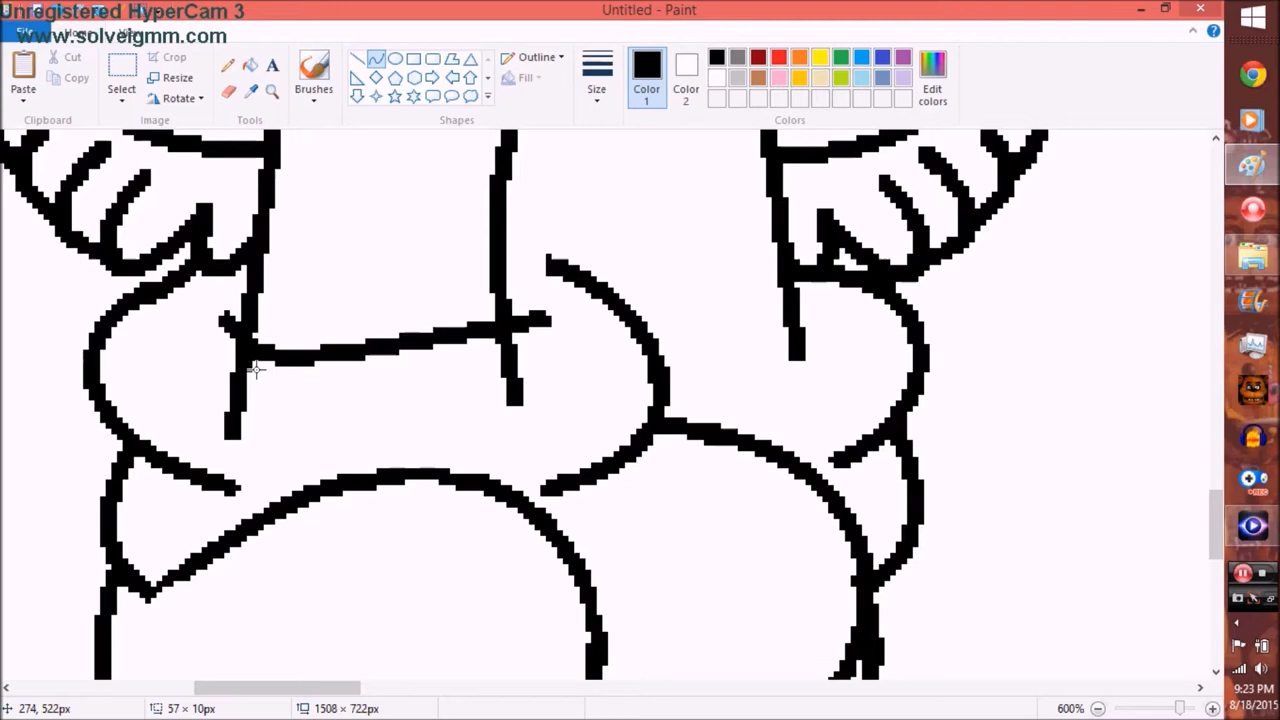 Unregistered HyperCam 3
www.solveigmm.com
Untitled - Paint
File
Paste
Cut
Copy
Clipboard
Select
Crop
Resize
Rotate
Image
Tools
Brushes
Outline
Fill
Shapes
Size
Color 1
Color 2
Edit colors
Colors
+REC
274, 522px
57 × 10px
1508 × 722px
600%
9:23 PM
8/18/2015